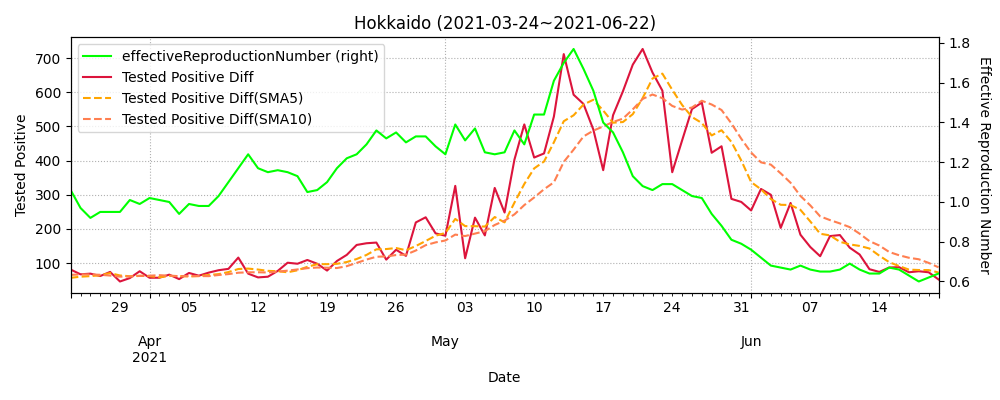 Hokkaido (2021-03-24~2021-06-22)
effectiveReproductionNumber (right)
Tested Positive Diff
Tested Positive Diff(SMA5)
Tested Positive Diff(SMA10)
Tested Positive
700
600
500
400
300
200
100
1.8
1.6
1.4
1.2
1.0
0.8
0.6
Effective Reproduction Number
29 05 12 19 26 03 10 17 24 31 07 14
Apr May Jun
2021
Date